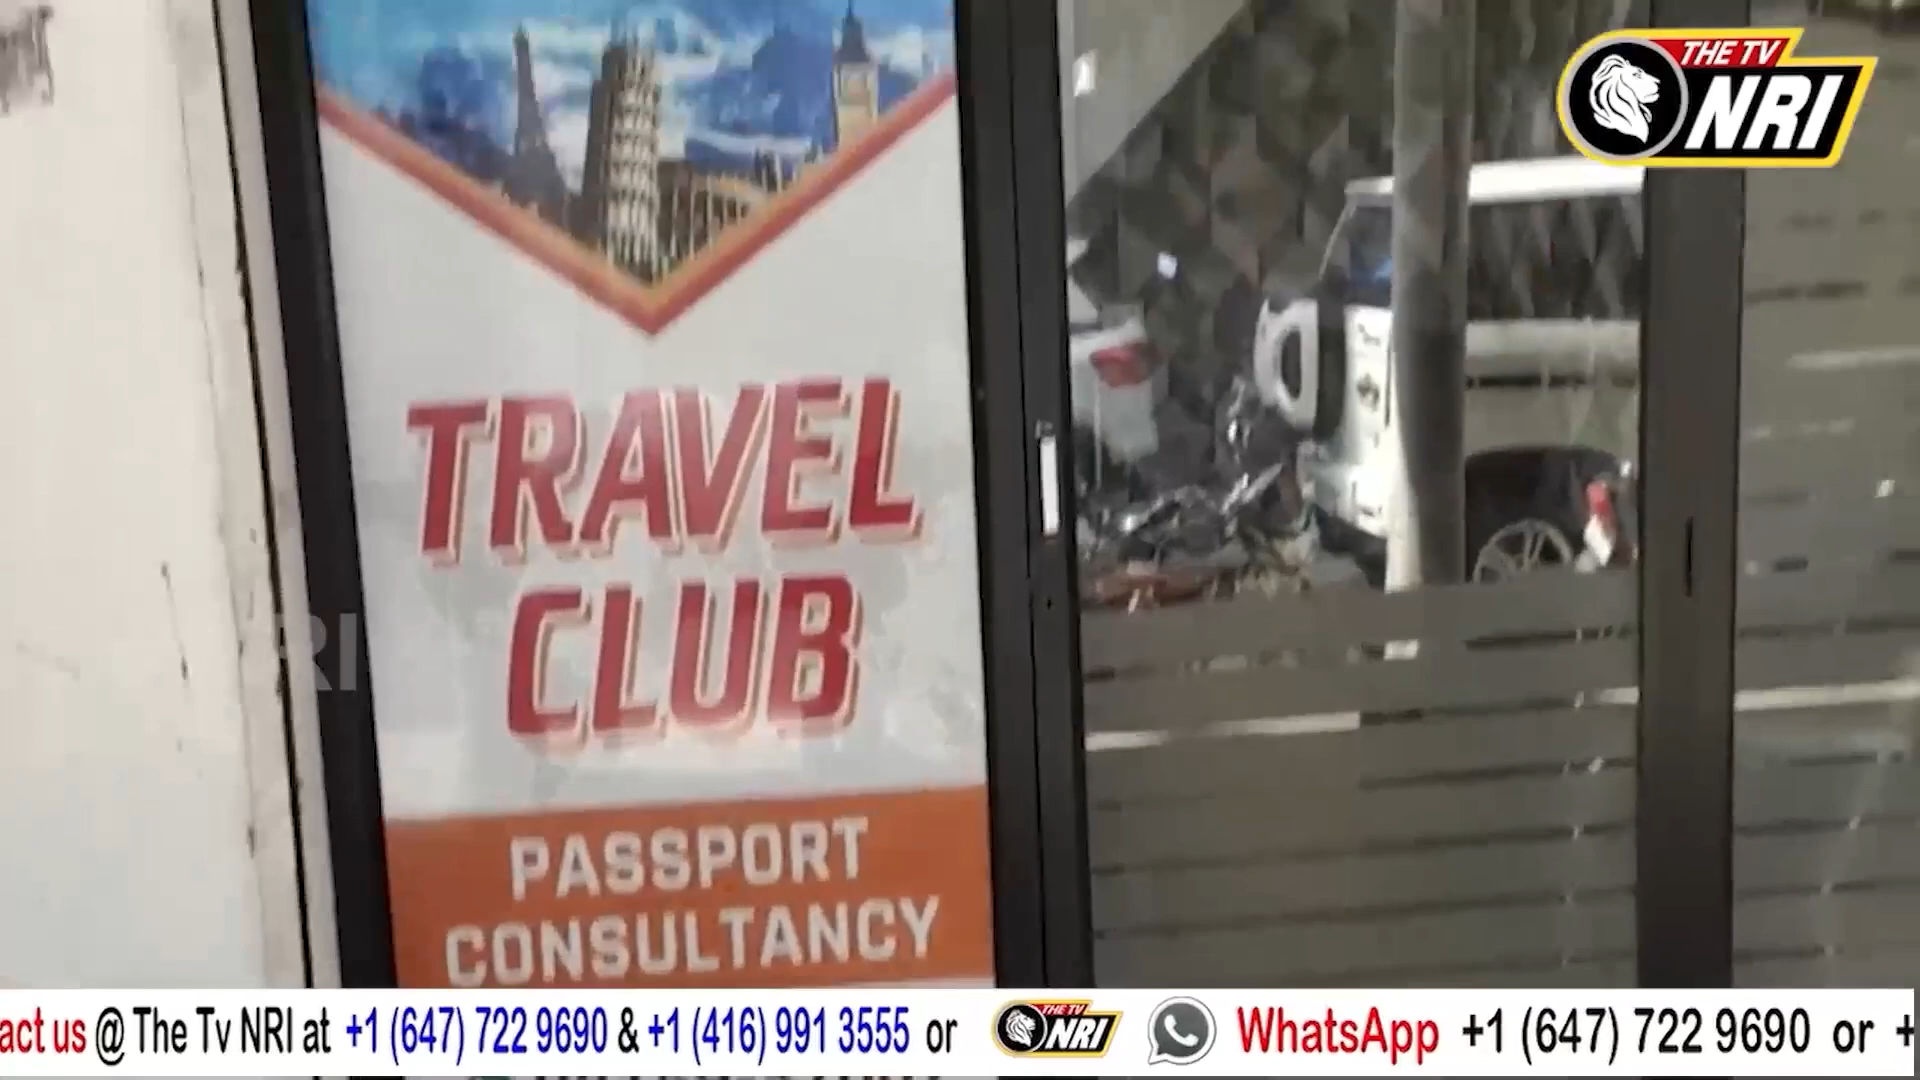 THE TV
NRI
TRAVEL
CLUB
RI
PASSPORT
CONSULTANCY
act us @ The Tv NRI at +1 (647) 722 9690 & +1 (416) 991 3555 or THE TV NRI WhatsApp +1 (647) 722 9690 or +